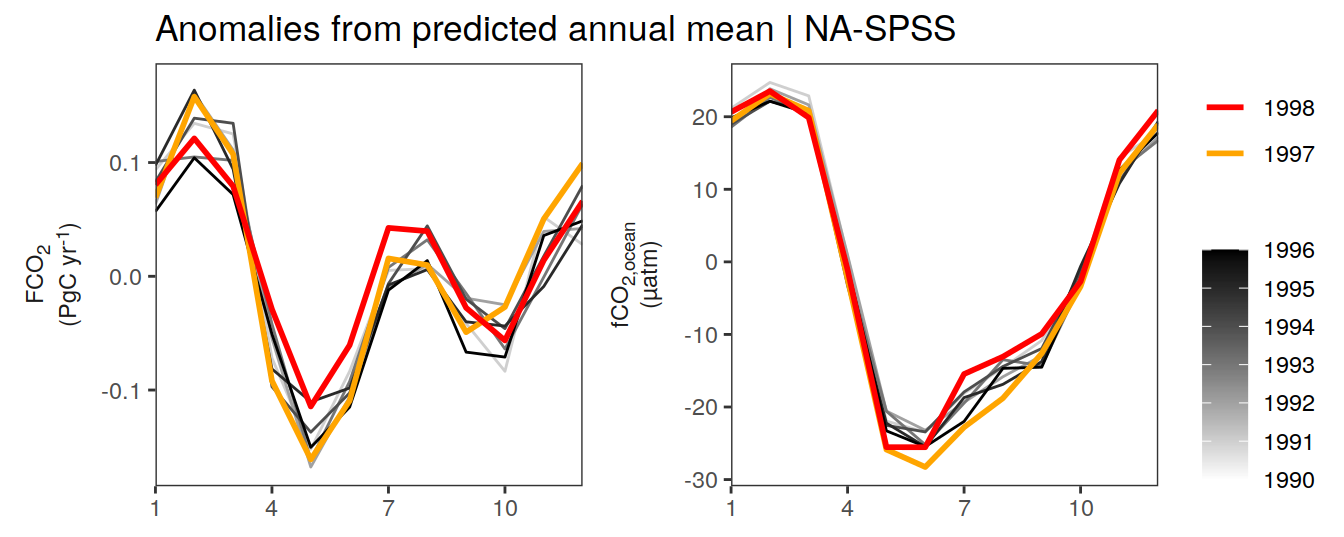 Anomalies from predicted annual mean | NA-SPSS
FCO2
(PgC yr-1)
0.1
0.0
-0.1
1 4 7 10
fCO2,ocean
(µatm)
20
10
0
-10
-20
-30
1 4 7 10
1998
1997
1996
1995
1994
1993
1992
1991
1990